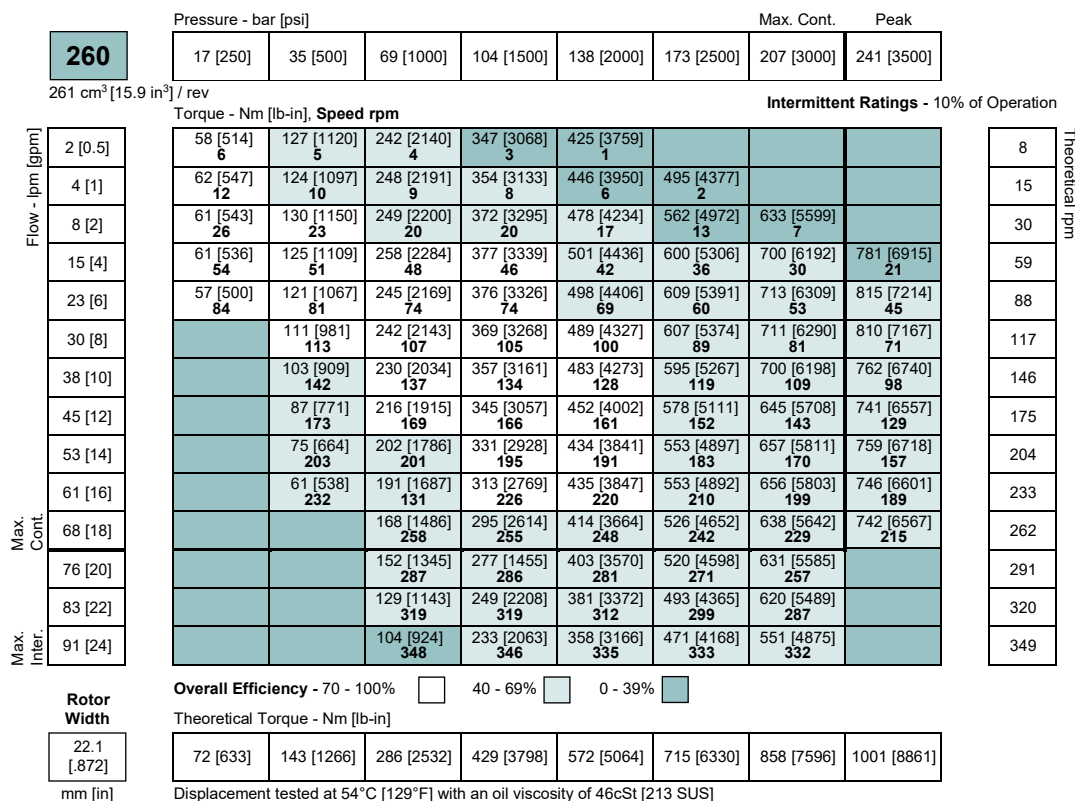 Pressure - bar [psi] Max. Cont. Peak
260 17 [250] 35 [500] 69 [1000] 104 [1500] 138 [2000] 173 [2500] 207 [3000] 241 [3500]
261 cm³ [15.9 in³] / rev
Intermittent Ratings - 10% of Operation
Torque - Nm [lb-in], Speed rpm
Flow - lpm [gpm]
Theoretical rpm
2 [0.5] 58 [514] 127 [1120] 242 [2140] 347 [3068] 425 [3759] 8
6 5 4 3 1
4 [1] 62 [547] 124 [1097] 248 [2191] 354 [3133] 446 [3950] 495 [4377] 15
12 10 9 8 6 2
8 [2] 61 [543] 130 [1150] 249 [2200] 372 [3295] 478 [4234] 562 [4972] 633 [5599] 30
26 23 20 20 17 13 7
15 [4] 61 [536] 125 [1109] 258 [2284] 377 [3339] 501 [4436] 600 [5306] 700 [6192] 781 [6915] 59
54 51 48 46 42 36 30 21
23 [6] 57 [500] 121 [1067] 245 [2169] 376 [3326] 498 [4406] 609 [5391] 713 [6309] 815 [7214] 88
84 81 74 74 69 60 53 45
30 [8] 111 [981] 242 [2143] 369 [3268] 489 [4327] 607 [5374] 711 [6290] 810 [7167] 117
113 107 105 100 89 81 71
38 [10] 103 [909] 230 [2034] 357 [3161] 483 [4273] 595 [5267] 700 [6198] 762 [6740] 146
142 137 134 128 119 109 98
45 [12] 87 [771] 216 [1915] 345 [3057] 452 [4002] 578 [5111] 645 [5708] 741 [6557] 175
173 169 166 161 152 143 129
53 [14] 75 [664] 202 [1786] 331 [2928] 434 [3841] 553 [4897] 657 [5811] 759 [6718] 204
203 201 195 191 183 170 157
61 [16] 61 [538] 191 [1687] 313 [2769] 435 [3847] 553 [4892] 656 [5803] 746 [6601] 233
232 131 226 220 210 199 189
Max. Cont.
68 [18] 168 [1486] 295 [2614] 414 [3664] 526 [4652] 638 [5642] 742 [6567] 262
258 255 248 242 229 215
76 [20] 152 [1345] 277 [1455] 403 [3570] 520 [4598] 631 [5585] 291
287 286 281 271 257
83 [22] 129 [1143] 249 [2208] 381 [3372] 493 [4365] 620 [5489] 320
319 319 312 299 287
Max. Inter.
91 [24] 104 [924] 233 [2063] 358 [3166] 471 [4168] 551 [4875] 349
348 346 335 333 332
Overall Efficiency - 70 - 100% 40 - 69% 0 - 39%
Rotor
Width
Theoretical Torque - Nm [lb-in]
22.1
[.872]
72 [633] 143 [1266] 286 [2532] 429 [3798] 572 [5064] 715 [6330] 858 [7596] 1001 [8861]
mm [in] Displacement tested at 54°C [129°F] with an oil viscosity of 46cSt [213 SUS]